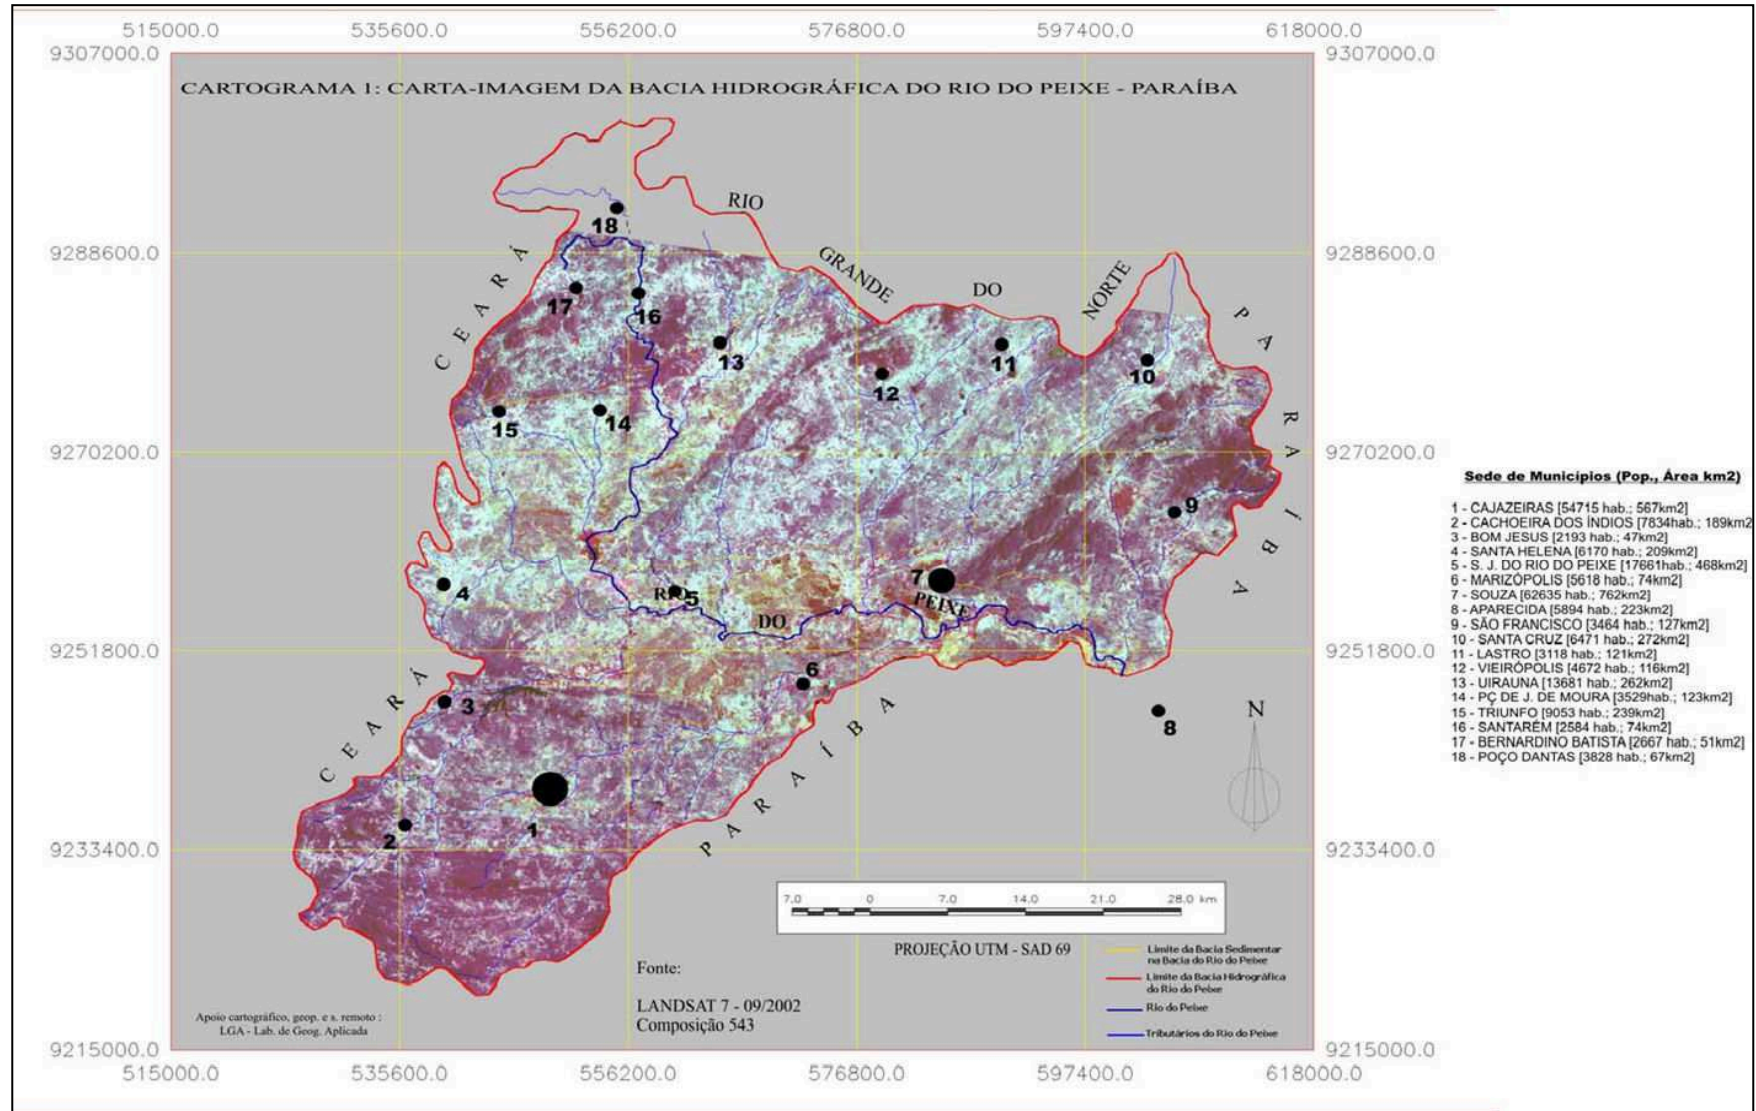 515000.0 535600.0 556200.0 576800.0 597400.0 618000.0
9307000.0 9307000.0
CARTOGRAMA 1: CARTA-IMAGEM DA BACIA HIDROGRÁFICA DO RIO DO PEIXE - PARAÍBA
RIO GRANDE DO NORTE
CEARÁ
PARAÍBA
18
9288600.0 9288600.0
17
16
13
11
10
12
15
14
9270200.0 9270200.0
9
7
4
5
RIO DO PEIXE
9251800.0 9251800.0
6
3
8
CEARÁ
PARAÍBA
N
1
2
9233400.0 9233400.0
7.0 0 7.0 14.0 21.0 28.0 km
PROJEÇÃO UTM - SAD 69
Fonte:
LANDSAT 7 - 09/2002
Composição 543
Limite da Bacia Sedimentar
na Bacia do Rio do Peixe
Limite da Bacia Hidrográfica
do Rio do Peixe
Rio do Peixe
Tributários do Rio do Peixe
Apoio cartográfico, geop. e s. remoto :
LGA - Lab. de Geog. Aplicada
9215000.0 9215000.0
515000.0 535600.0 556200.0 576800.0 597400.0 618000.0
Sede de Municípios (Pop., Área km2)
1 - CAJAZEIRAS [54715 hab.; 567km2]
2 - CACHOEIRA DOS ÍNDIOS [7834hab.; 189km2
3 - BOM JESUS [2193 hab.; 47km2]
4 - SANTA HELENA [6170 hab.; 209km2]
5 - S. J. DO RIO DO PEIXE [17661hab.; 468km2]
6 - MARIZÓPOLIS [5618 hab.; 74km2]
7 - SOUZA [62635 hab.; 762km2]
8 - APARECIDA [5894 hab.; 223km2]
9 - SÃO FRANCISCO [3464 hab.; 127km2]
10 - SANTA CRUZ [6471 hab.; 272km2]
11 - LASTRO [3118 hab.; 121km2]
12 - VIEIRÓPOLIS [4672 hab.; 116km2]
13 - UIRAUNA [13681 hab.; 262km2]
14 - PÇ DE J. DE MOURA [3529hab.; 123km2]
15 - TRIUNFO [9053 hab.; 239km2]
16 - SANTARÉM [2584 hab.; 74km2]
17 - BERNARDINO BATISTA [2667 hab.; 51km2]
18 - POÇO DANTAS [3828 hab.; 67km2]